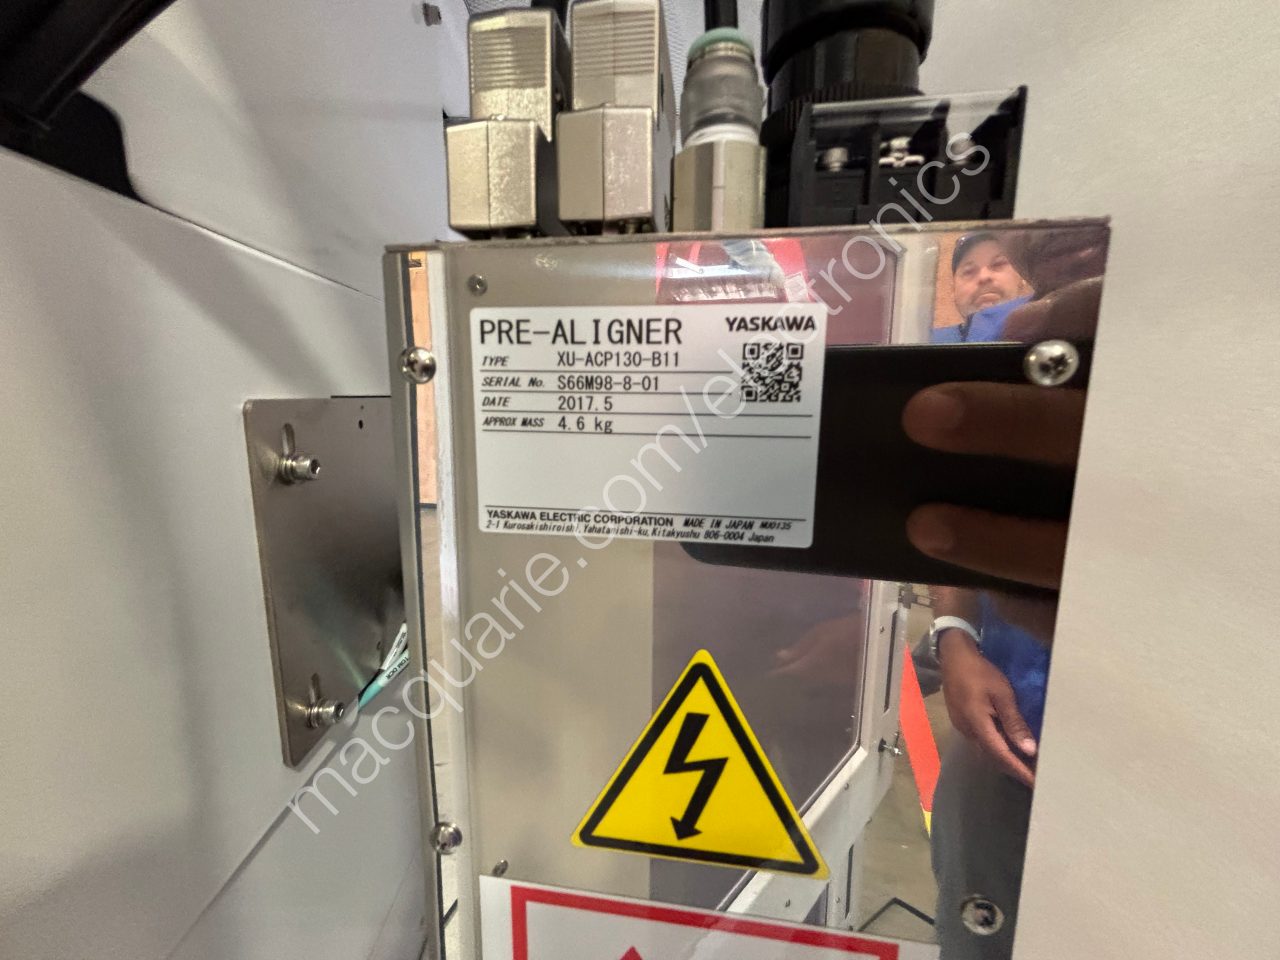 PRE-ALIGNER YASKAWA
TYPE XU-ACP130-B11
SERIAL No. S66M98-8-01
DATE 2017.5
APPROX MASS 4.6 kg
YASKAWA ELECTRIC CORPORATION MADE IN JAPAN MU0135
2-1 Kurosakishiroishi, Yahatanishi-ku, Kitakyushu 806-0004 Japan
macquarie.com/electronics